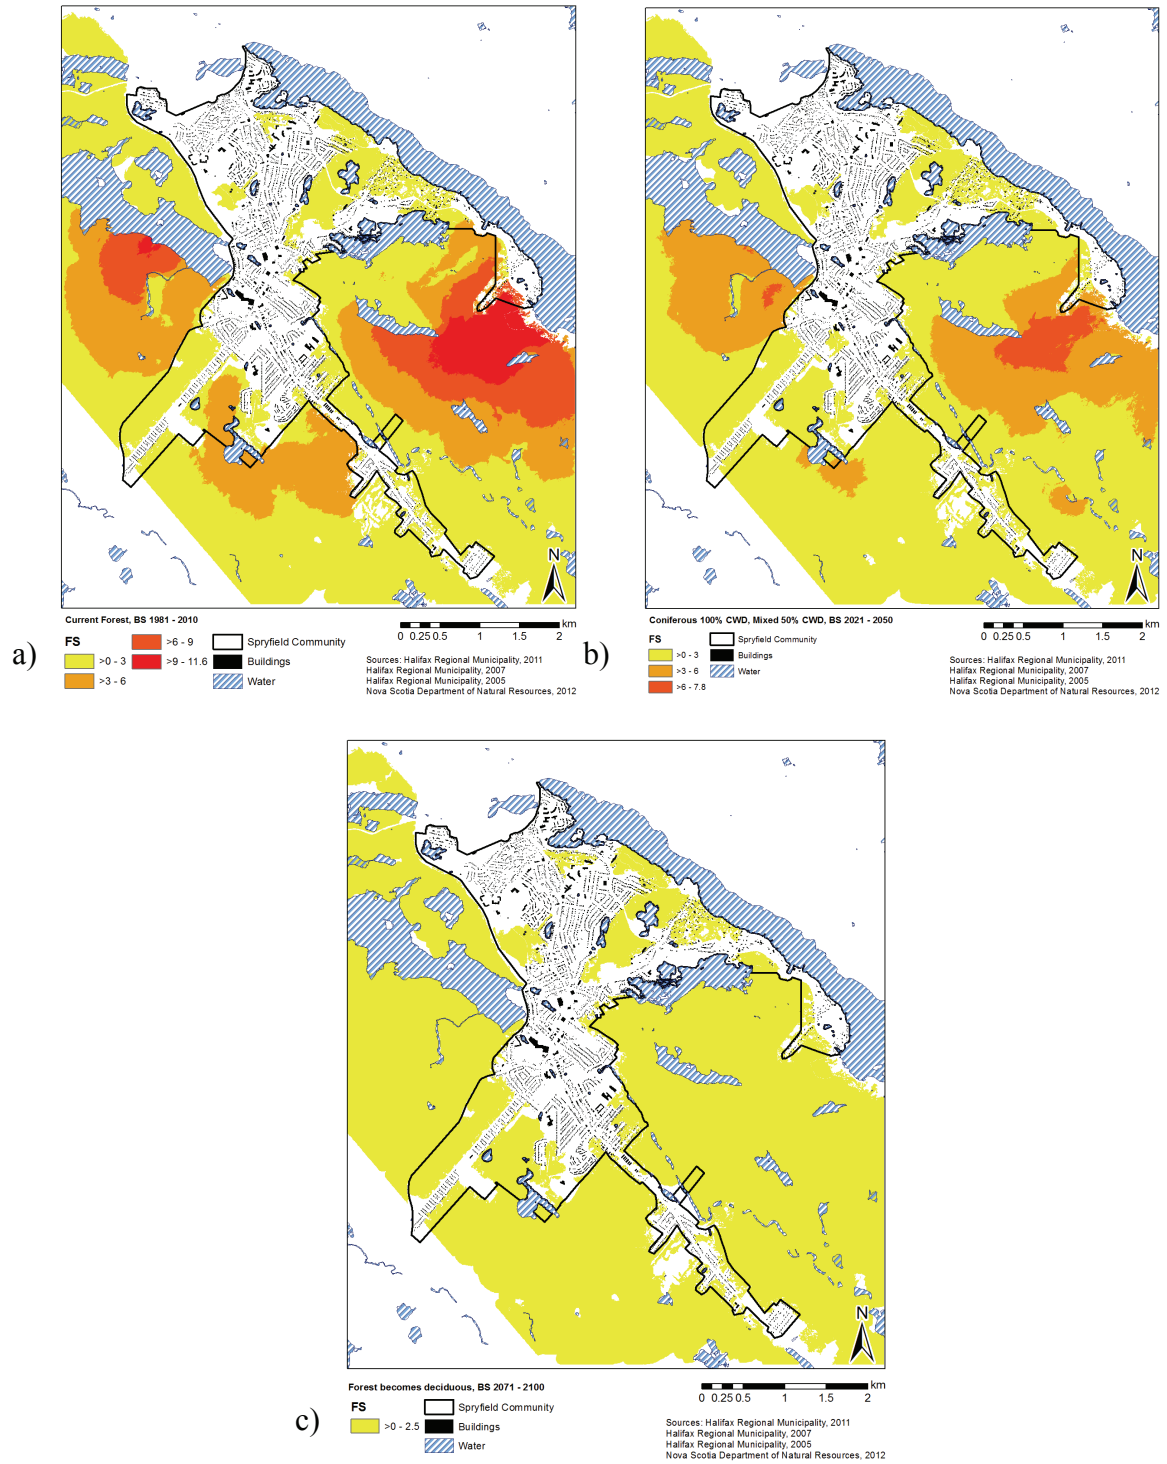 N
Current Forest, BS 1981 - 2010
FS
>0 - 3
>3 - 6
>6 - 9
>9 - 11.6
Spryfield Community
Buildings
Water
0 0.25 0.5 1 1.5 2 km
Sources: Halifax Regional Municipality, 2011
Halifax Regional Municipality, 2007
Halifax Regional Municipality, 2005
Nova Scotia Department of Natural Resources, 2012
a)
N
Coniferous 100% CWD, Mixed 50% CWD, BS 2021 - 2050
FS
>0 - 3
>3 - 6
>6 - 7.8
Spryfield Community
Buildings
Water
0 0.25 0.5 1 1.5 2 km
Sources: Halifax Regional Municipality, 2011
Halifax Regional Municipality, 2007
Halifax Regional Municipality, 2005
Nova Scotia Department of Natural Resources, 2012
b)
N
Forest becomes deciduous, BS 2071 - 2100
FS
>0 - 2.5
Spryfield Community
Buildings
Water
0 0.25 0.5 1 1.5 2 km
Sources: Halifax Regional Municipality, 2011
Halifax Regional Municipality, 2007
Halifax Regional Municipality, 2005
Nova Scotia Department of Natural Resources, 2012
c)